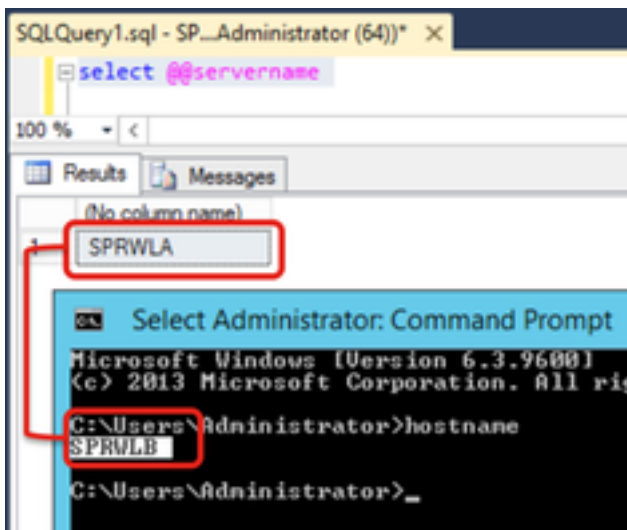 SQLQuery1.sql - SP...Administrator (64))* ×
select @@servername
100 %
Results Messages
(No column name)
1 SPRWLA
Select Administrator: Command Prompt
Microsoft Windows [Version 6.3.9600]
(c) 2013 Microsoft Corporation. All rig
C:\Users\Administrator>hostname
SPRWLB
C:\Users\Administrator>_